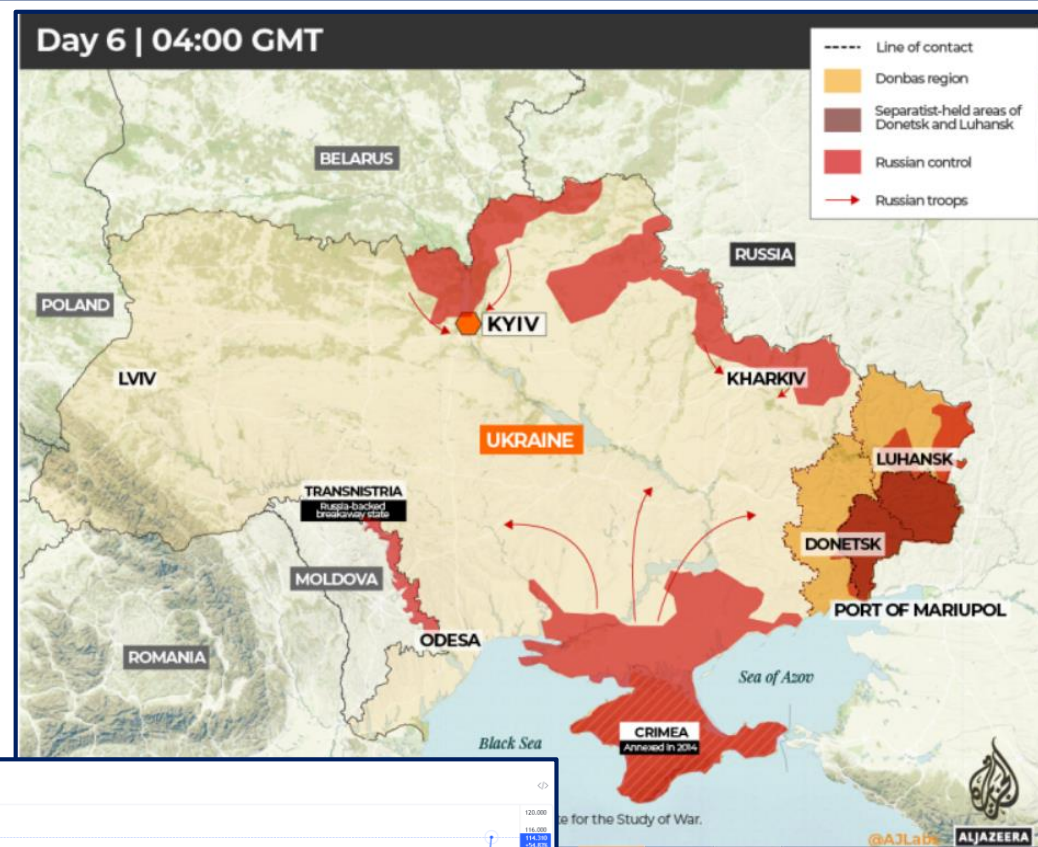 Day 6 | 04:00 GMT
Line of contact
Donbas region
Separatist-held areas of
Donetsk and Luhansk
Russian control
Russian troops
BELARUS
RUSSIA
POLAND
KYIV
LVIV
KHARKIV
UKRAINE
LUHANSK
TRANSNISTRIA
Russia-backed
breakaway state
DONETSK
MOLDOVA
PORT OF MARIUPOL
ODESA
ROMANIA
Sea of Azov
CRIMEA
Annexed in 2014
Black Sea
</>
120.000
116.000
114.310
e for the Study of War.
@AJLabs
ALJAZEERA